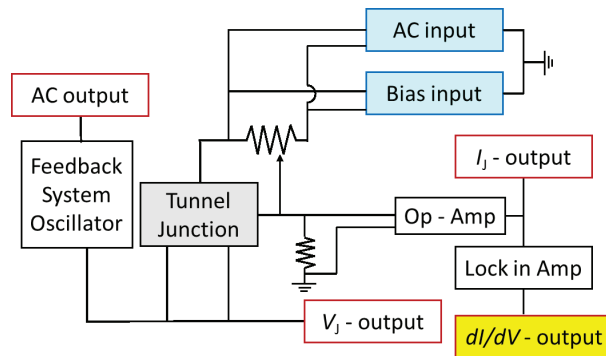 AC input
Bias input
AC output
Feedback
System
Oscillator
Tunnel
Junction
Op - Amp
IJ - output
Lock in Amp
VJ - output
dI/dV - output